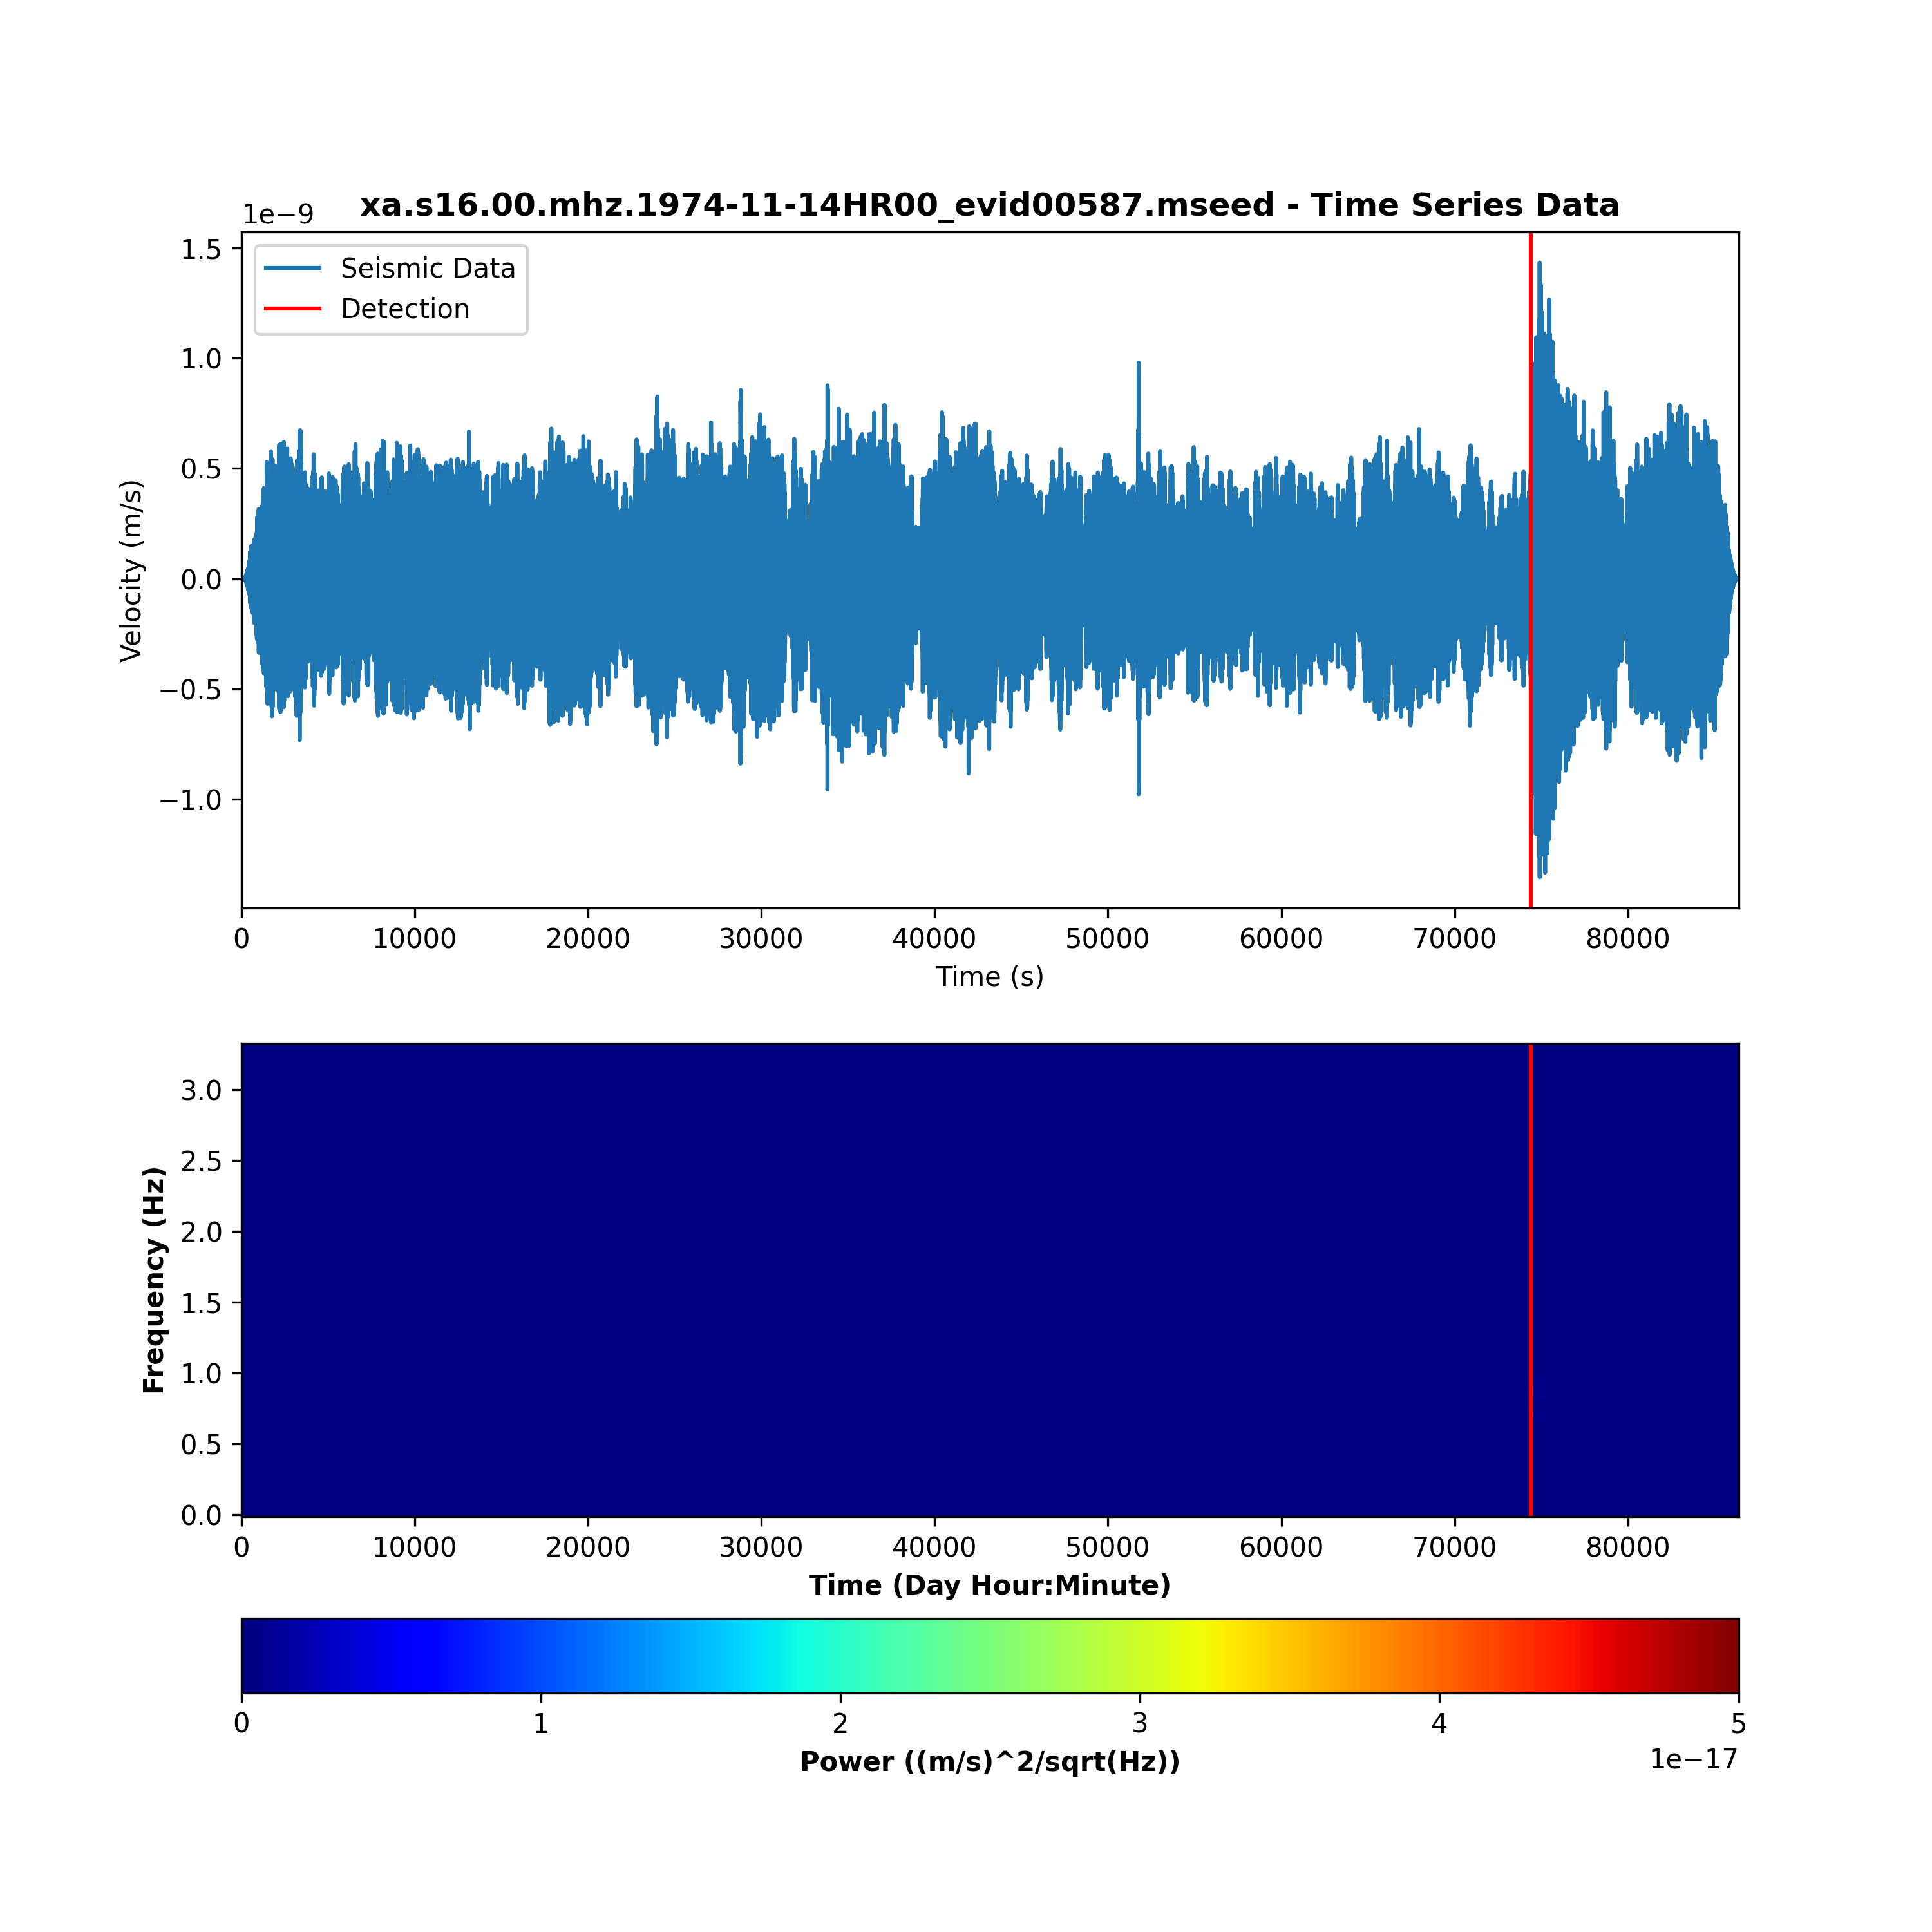 1e−9
xa.s16.00.mhz.1974-11-14HR00_evid00587.mseed - Time Series Data
Seismic Data
Detection
1.5
1.0
0.5
0.0
−0.5
−1.0
Velocity (m/s)
0 10000 20000 30000 40000 50000 60000 70000 80000
Time (s)
3.0
2.5
2.0
1.5
1.0
0.5
0.0
Frequency (Hz)
0 10000 20000 30000 40000 50000 60000 70000 80000
Time (Day Hour:Minute)
0 1 2 3 4 5
Power ((m/s)^2/sqrt(Hz))
1e−17